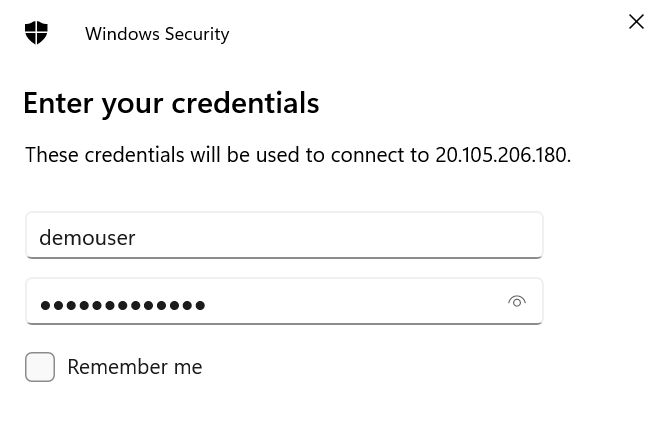 Windows Security
Enter your credentials
These credentials will be used to connect to 20.105.206.180.
demouser
●●●●●●●●●●●●●
Remember me